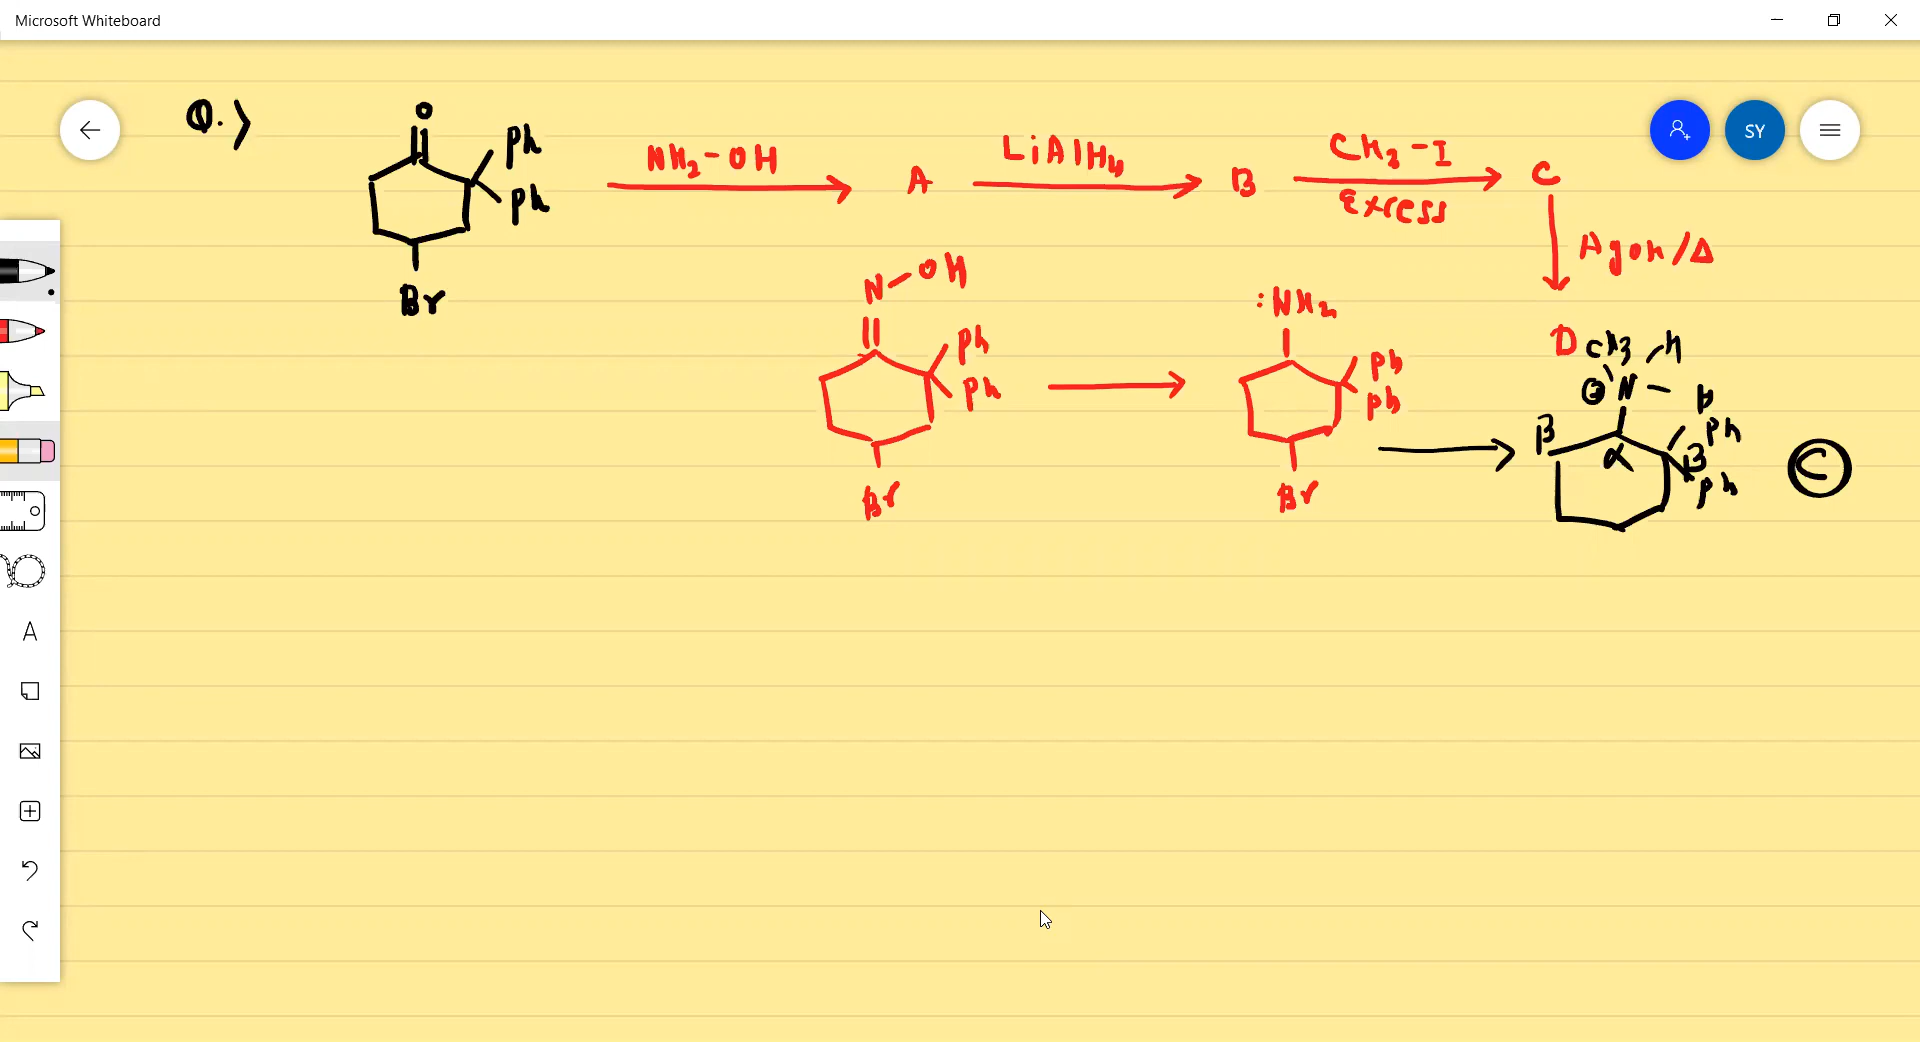 Microsoft Whiteboard
Q.)
O
Ph
Ph
Br
NH2-OH
A
LiAlH4
B
CH3-I
Excess
C
AgOH/Δ
D
SY
N-OH
Ph
Ph
Br
:NH2
Ph
Ph
Br
CH3
H
⊕N
β
α
β
Ph
Ph
C
A